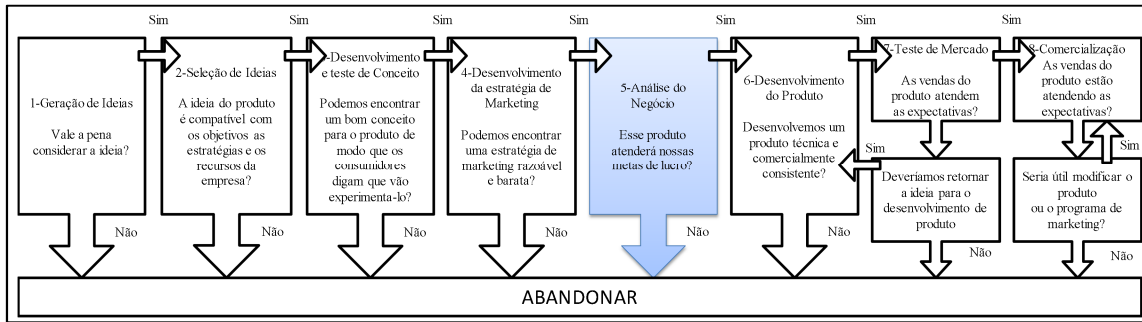 Sim
Sim
Sim
Sim
Sim
Sim
Sim
1-Geração de Ideias
Vale a pena
considerar a ideia?
Não
2-Seleção de Ideias
A ideia do produto
é compatível com
os objetivos as
estratégias e os
recursos da
empresa?
Não
-Desenvolvimento
e teste de Conceito
Podemos encontrar
um bom conceito
para o produto de
modo que os
consumidores
digam que vão
experimenta-lo?
Não
4-Desenvolvimento
da estratégia de
Marketing
Podemos encontrar
uma estratégia de
marketing razoável
e barata?
Não
5-Análise do
Negócio
Esse produto
atenderá nossas
metas de lucro?
Não
6-Desenvolvimento
do Produto
Desenvolvemos um
produto técnica e
comercialmente
consistente?
Não
7-Teste de Mercado
As vendas do
produto atendem
as expectativas?
Sim
Deveríamos retornar
a ideia para o
desenvolvimento de
produto
Não
8-Comercialização
As vendas do
produto estão
atendendo as
expectativas?
Sim
Seria útil modificar o
produto
ou o programa de
marketing?
Não
ABANDONAR